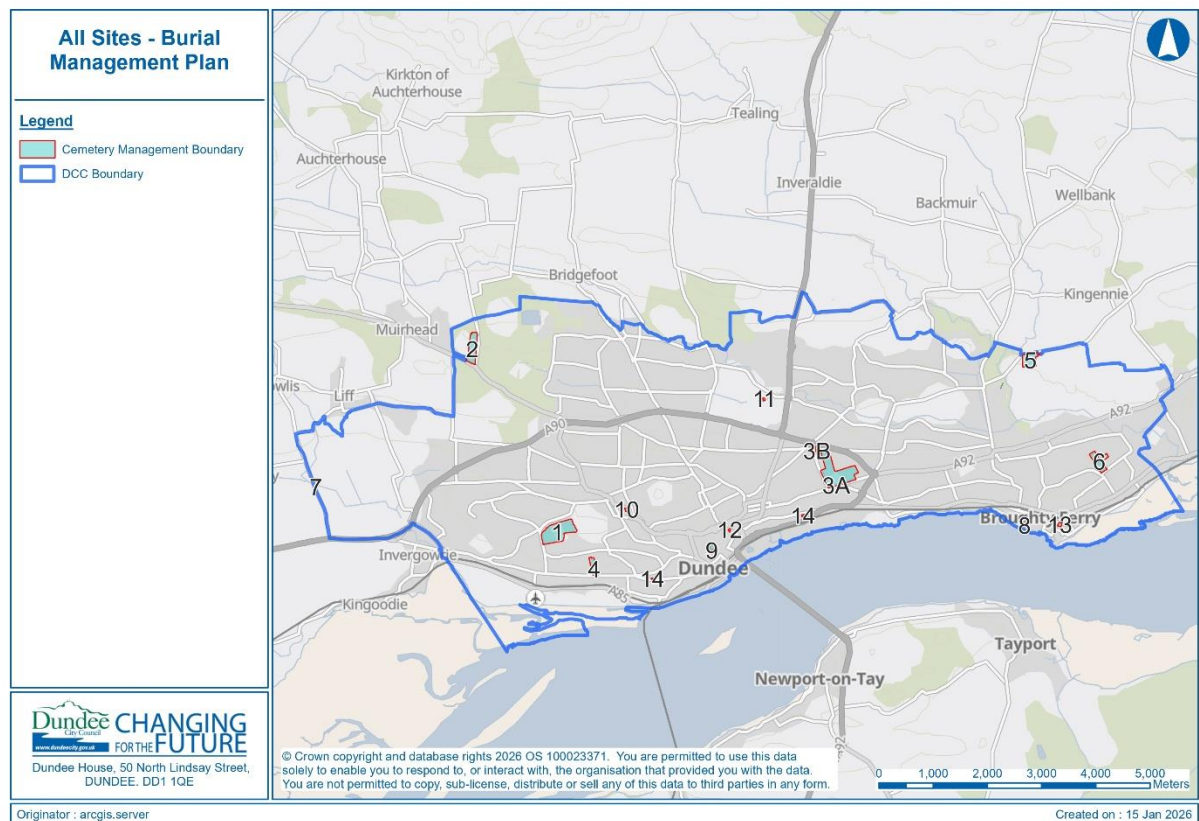 All Sites - Burial
Management Plan
Legend
Cemetery Management Boundary
DCC Boundary
Dundee
City Council
www.dundeecity.gov.uk
CHANGING
FOR THE FUTURE
Dundee House, 50 North Lindsay Street,
DUNDEE. DD1 1QE
Kirkton of
Auchterhouse
Tealing
Auchterhouse
Inveraldie
Wellbank
Backmuir
Bridgefoot
Kingennie
Muirhead
2
5
Liff
11
A92
A90
3B
A92
6
3A
7
10
14
Broughty Ferry
8
13
1
12
Invergowrie
9
4
Dundee
14
A85
Kingoodie
Tayport
Newport-on-Tay
A92
© Crown copyright and database rights 2026 OS 100023371. You are permitted to use this data
solely to enable you to respond to, or interact with, the organisation that provided you with the data.
You are not permitted to copy, sub-license, distribute or sell any of this data to third parties in any form.
0 1,000 2,000 3,000 4,000 5,000
Meters
Originator : arcgis.server
Created on : 15 Jan 2026